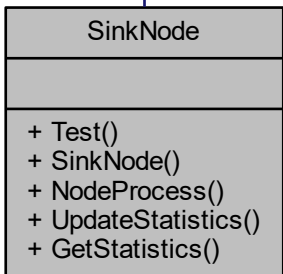 SinkNode
+ Test()
+ SinkNode()
+ NodeProcess()
+ UpdateStatistics()
+ GetStatistics()